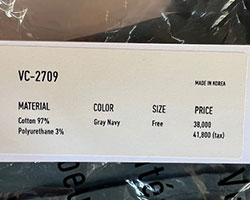 VC-2709
MADE IN KOREA
MATERIAL COLOR SIZE PRICE
Cotton 97% Gray Navy Free 38,000
Polyurethane 3% 41,800 (tax)